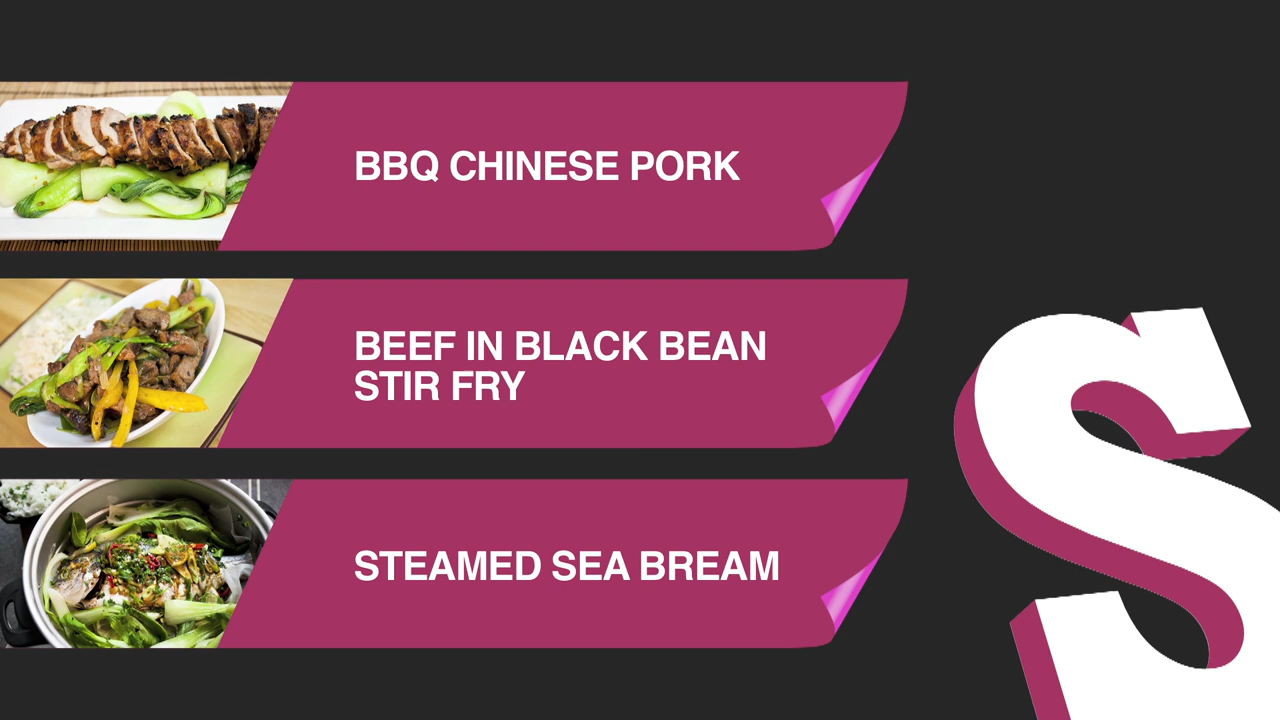 BBQ CHINESE PORK
BEEF IN BLACK BEAN
STIR FRY
STEAMED SEA BREAM
S